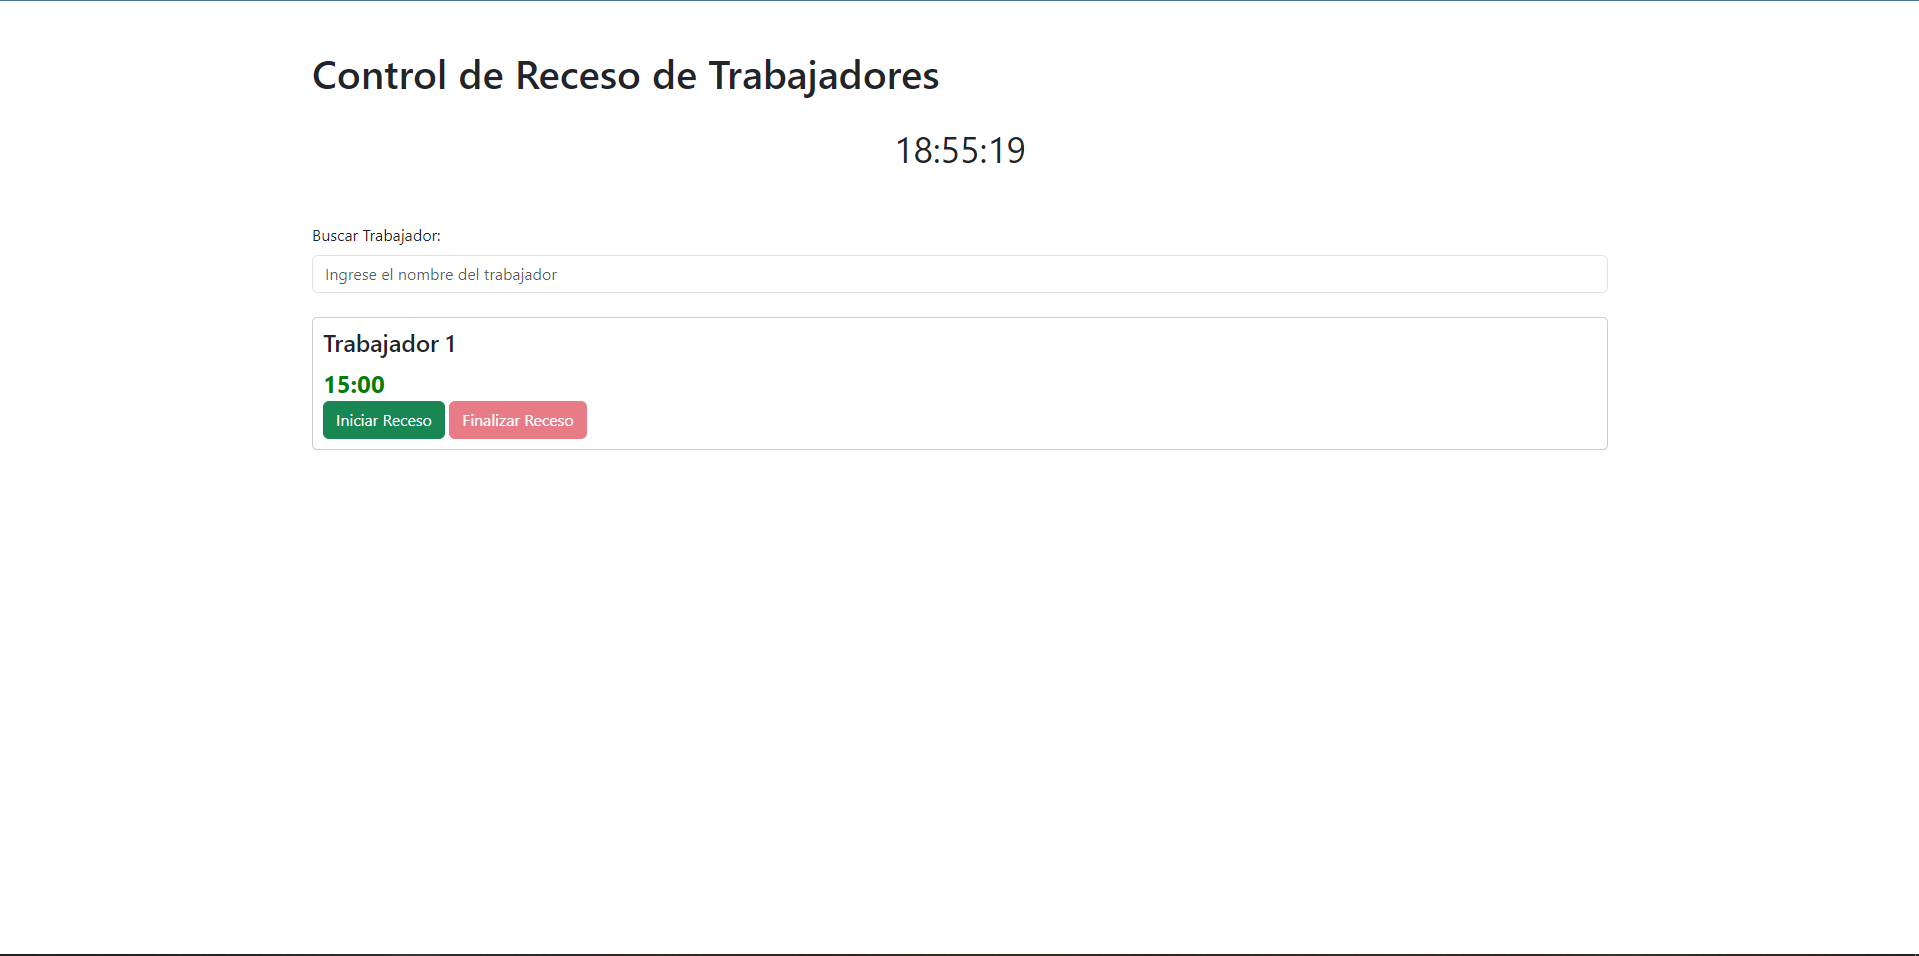 Control de Receso de Trabajadores
18:55:19
Buscar Trabajador:
Ingrese el nombre del trabajador
Trabajador 1
15:00
Iniciar Receso Finalizar Receso